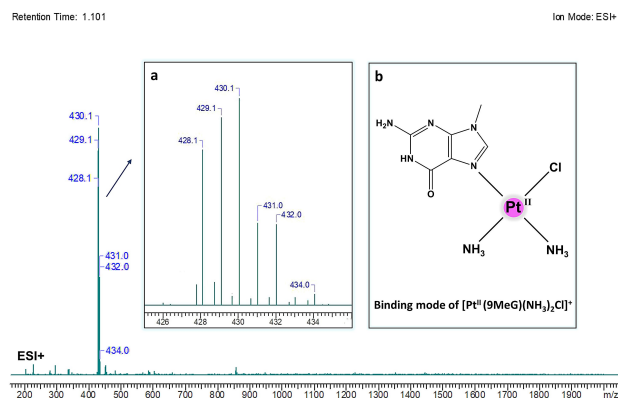 Retention Time: 1.101
Ion Mode: ESI+
a
430.1
429.1
428.1
431.0
432.0
434.0
426 428 430 432 434
b
H₂N
N
N
HN
N
O
Cl
Pt II
NH₃
NH₃
Binding mode of [Ptᴵᴵ (9MeG)(NH₃)₂Cl]⁺
430.1
429.1
428.1
431.0
432.0
434.0
ESI+
200 300 400 500 600 700 800 900 1000 1100 1200 1300 1400 1500 1600 1700 1800 1900 m/z